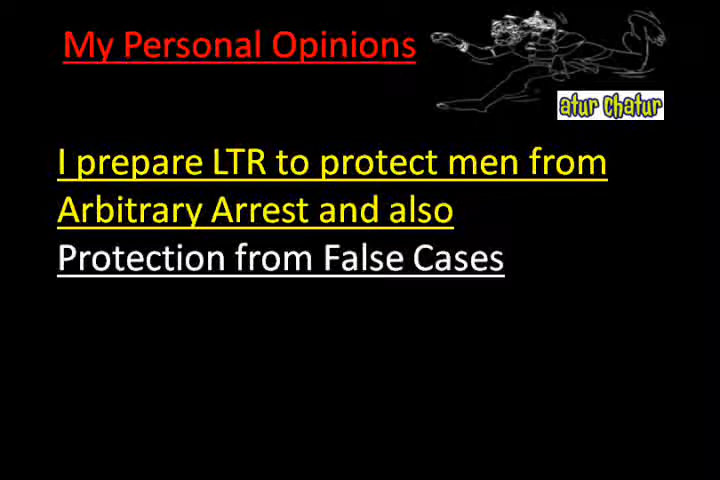 My Personal Opinions
atur chatur
I prepare LTR to protect men from
Arbitrary Arrest and also
Protection from False Cases